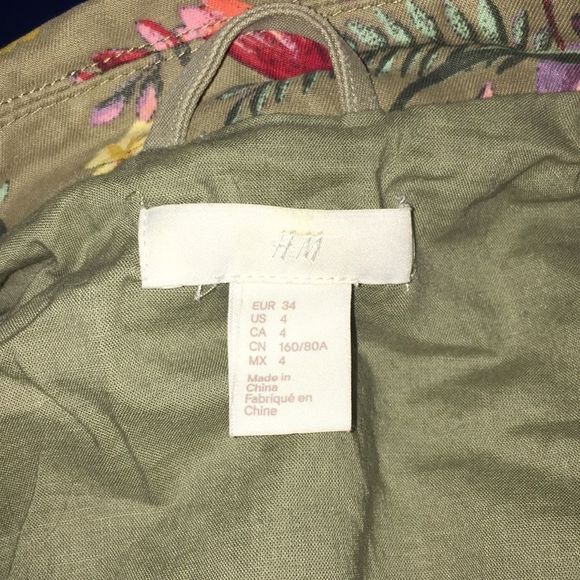 H&M
EUR 34
US 4
CA 4
CN 160/80A
MX 4
Made in
China
Fabriqué en
Chine